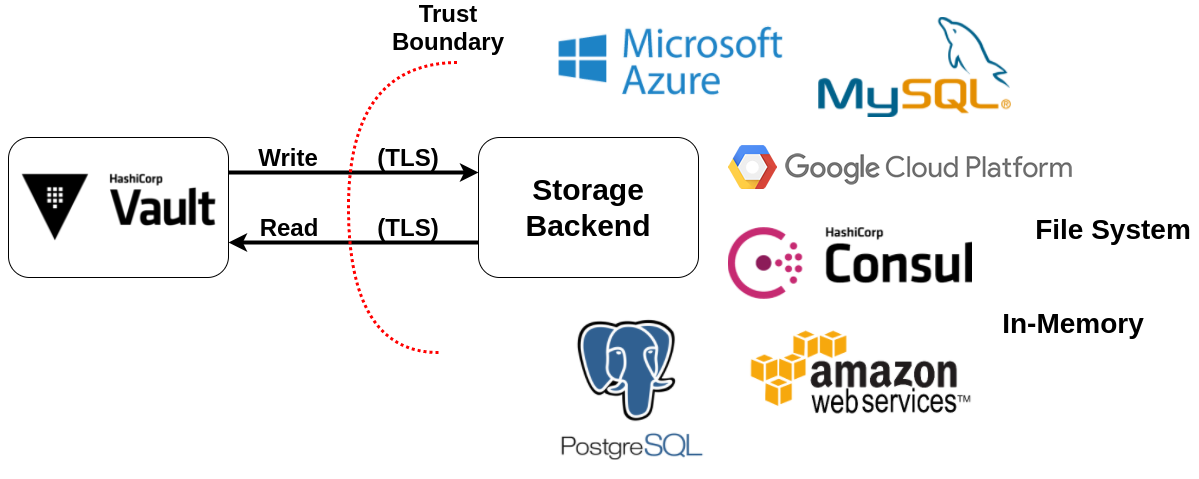 Trust
Boundary
Microsoft
Azure
MySQL®
HashiCorp
Vault
Write (TLS)
Read (TLS)
Storage
Backend
Google Cloud Platform
File System
HashiCorp
Consul
In-Memory
PostgreSQL
amazon
web services™